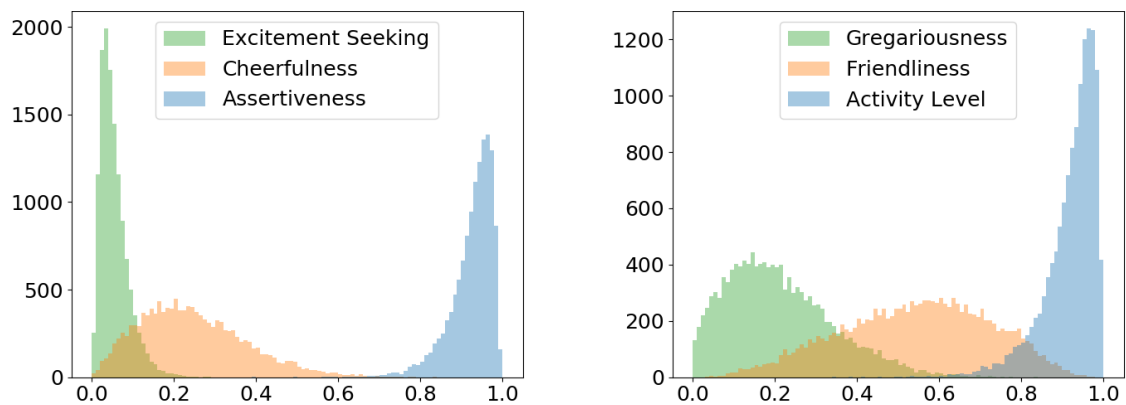 2000
1500
1000
500
0
0.0 0.2 0.4 0.6 0.8 1.0
Excitement Seeking
Cheerfulness
Assertiveness
1200
1000
800
600
400
200
0
0.0 0.2 0.4 0.6 0.8 1.0
Gregariousness
Friendliness
Activity Level